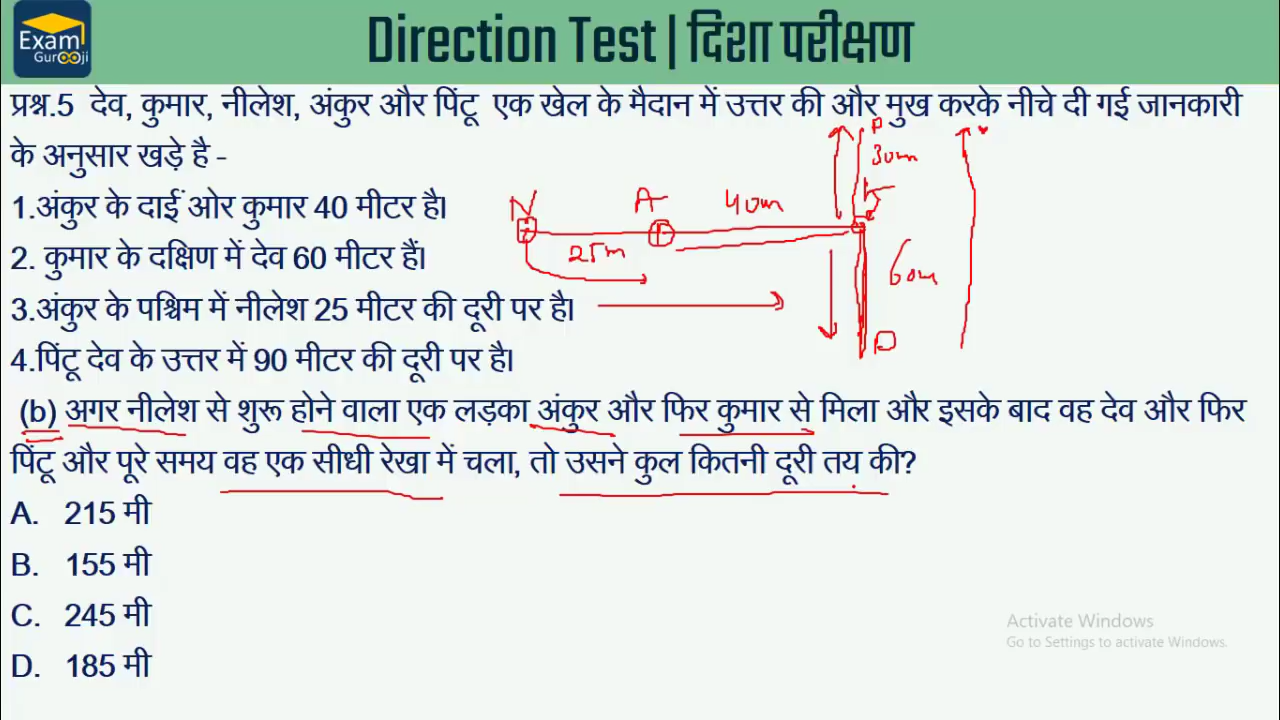 Exam
Gurooji
Direction Test | दिशा परीक्षण
प्रश्न.5 देव, कुमार, नीलेश, अंकुर और पिंटू एक खेल के मैदान में उत्तर की और मुख करके नीचे दी गई जानकारी
के अनुसार खड़े है -
1.अंकुर के दाईं ओर कुमार 40 मीटर है।
2. कुमार के दक्षिण में देव 60 मीटर हैं।
3.अंकुर के पश्चिम में नीलेश 25 मीटर की दूरी पर है।
4.पिंटू देव के उत्तर में 90 मीटर की दूरी पर है।
N
A
40m
25m
P
30m
K
60m
D
(b) अगर नीलेश से शुरू होने वाला एक लड़का अंकुर और फिर कुमार से मिला और इसके बाद वह देव और फिर
पिंटू और पूरे समय वह एक सीधी रेखा में चला, तो उसने कुल कितनी दूरी तय की?
A. 215 मी
B. 155 मी
C. 245 मी
D. 185 मी
Activate Windows
Go to Settings to activate Windows.